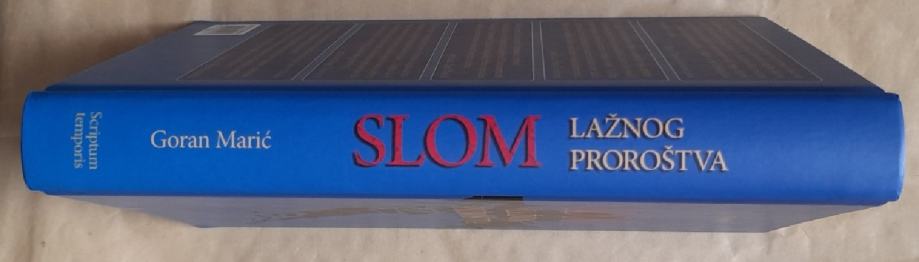 Scriptum
temporis
Goran Marić
SLOM
LAŽNOG
PROROŠTVA